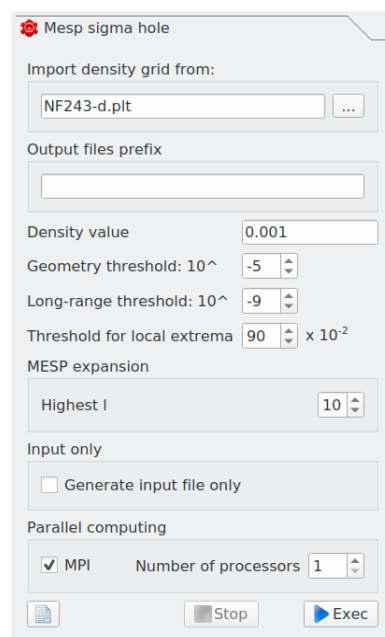 Mesp sigma hole
Import density grid from:
NF243-d.plt ...
Output files prefix
Density value 0.001
Geometry threshold: 10^ -5
Long-range threshold: 10^ -9
Threshold for local extrema 90 x 10-2
MESP expansion
Highest l 10
Input only
Generate input file only
Parallel computing
MPI Number of processors 1
Stop Exec